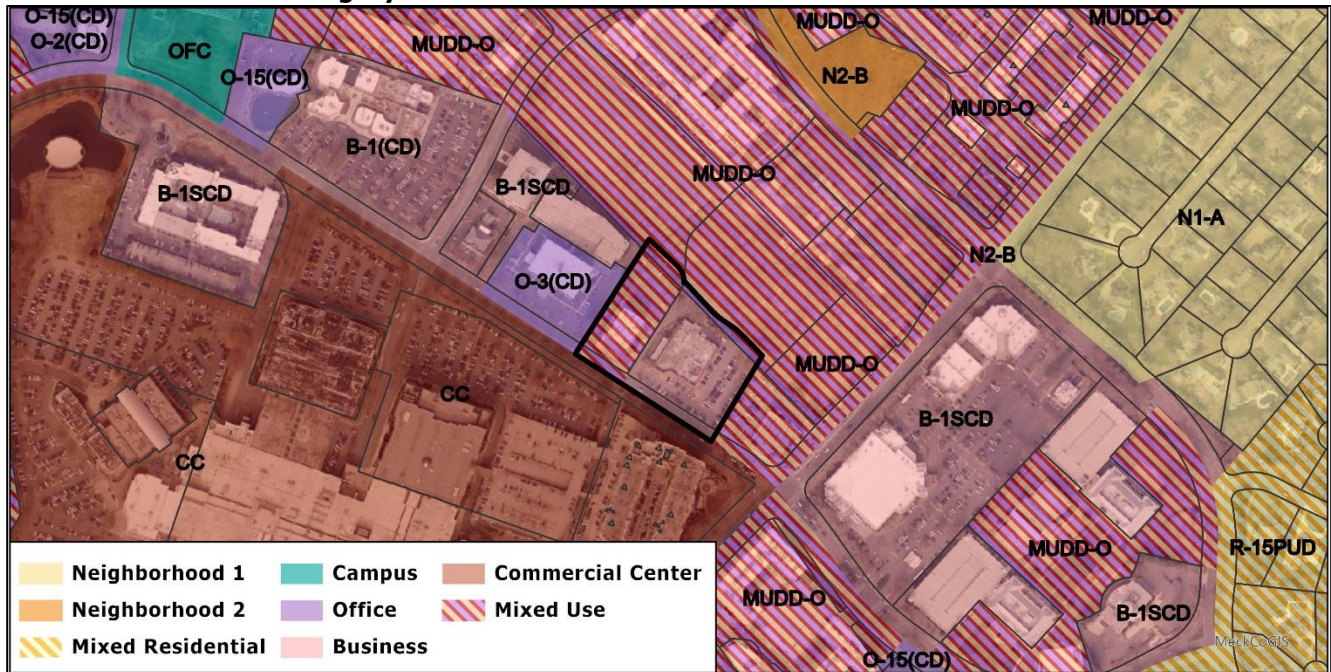 O-15(CD)
O-2(CD)
OFC
O-15(CD)
MUDD-O
MUDD-O
MUDD-O
N2-B
MUDD-O
B-1(CD)
B-1SCD
B-1SCD
MUDD-O
N1-A
N2-B
O-3(CD)
MUDD-O
CC
B-1SCD
CC
MUDD-O
R-15PUD
MUDD-O
B-1SCD
O-15(CD)
MeckCoGIS
Neighborhood 1
Campus
Commercial Center
Neighborhood 2
Office
Mixed Use
Mixed Residential
Business